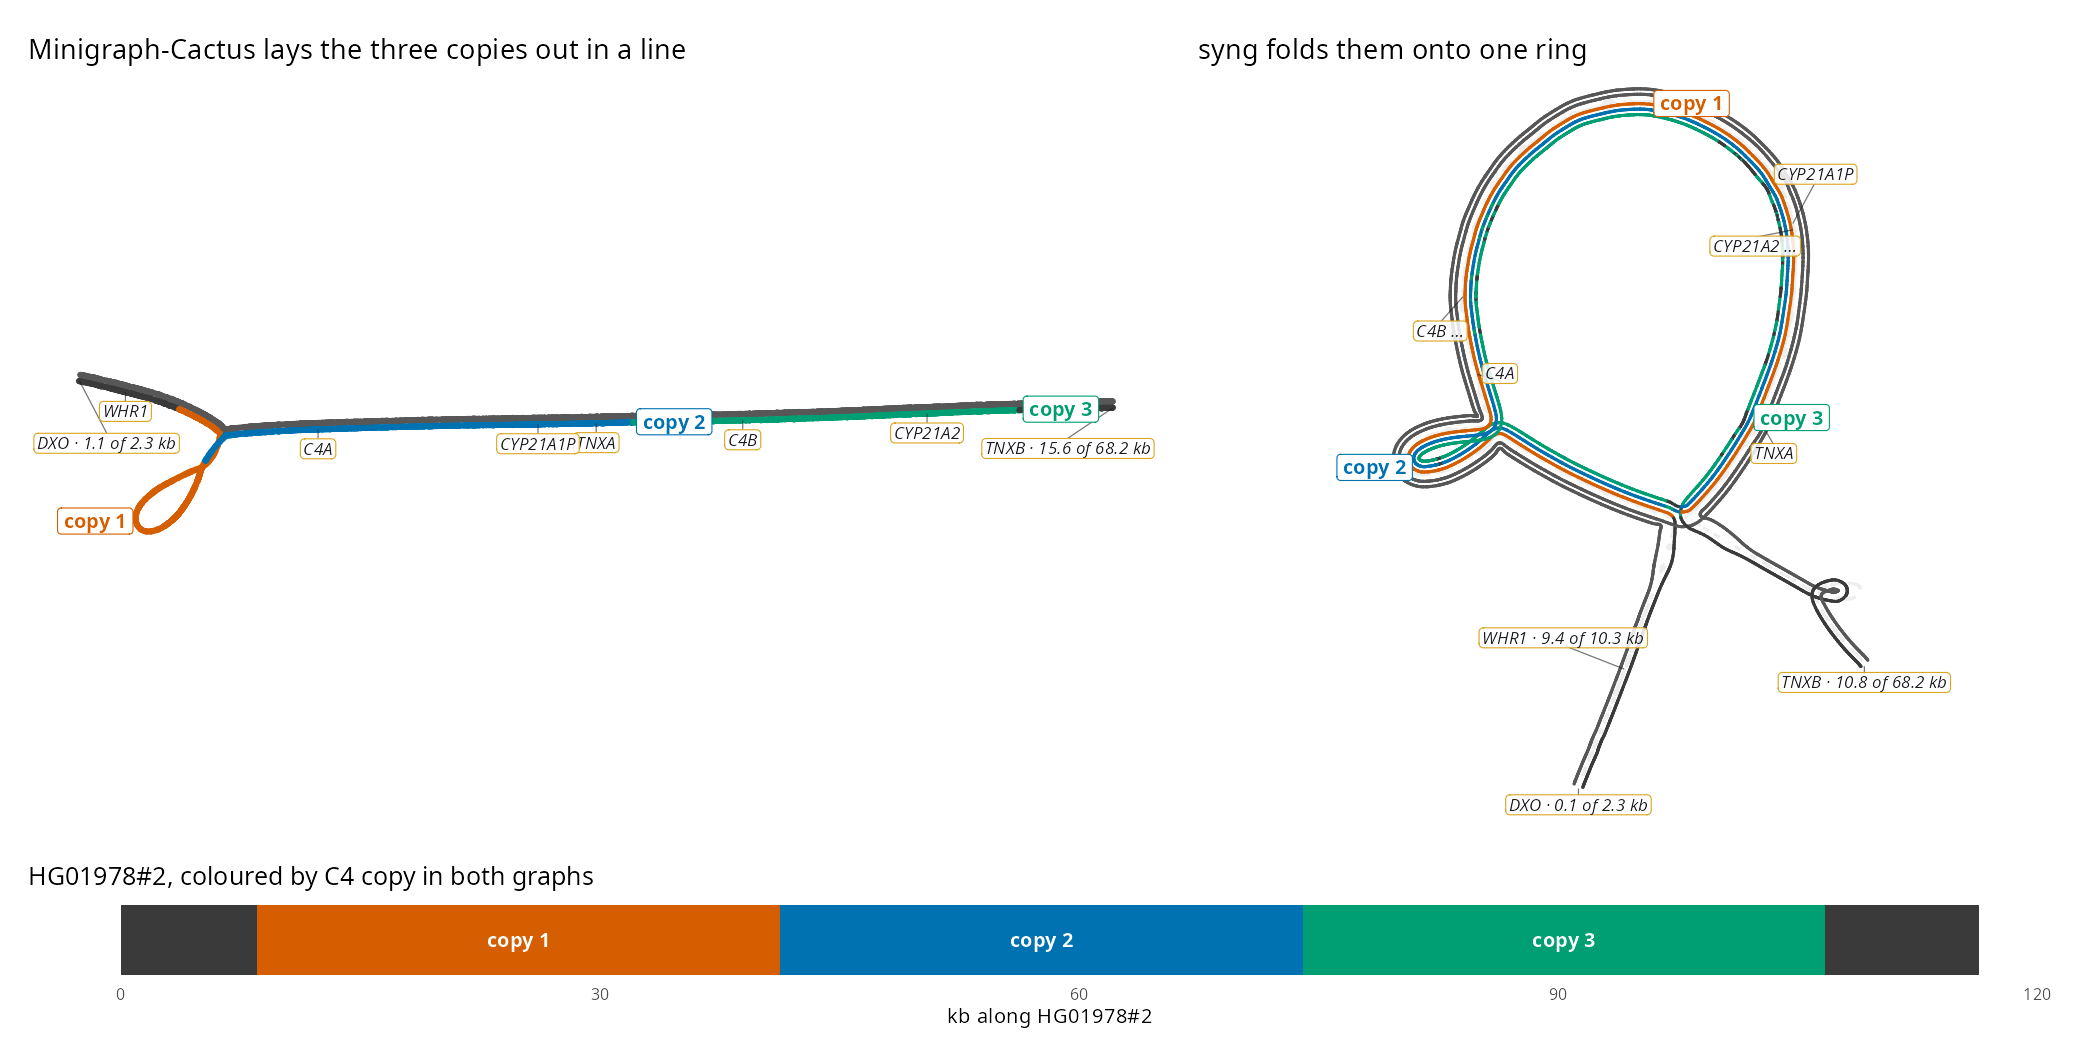 Minigraph-Cactus lays the three copies out in a line
WHR1
DXO · 1.1 of 2.3 kb
copy 1
C4A
CYP21A1P
TNXA
copy 2
C4B
CYP21A2
copy 3
TNXB · 15.6 of 68.2 kb
syng folds them onto one ring
copy 1
CYP21A1P
CYP21A2 ...
C4B ...
C4A
copy 3
TNXA
copy 2
WHR1 · 9.4 of 10.3 kb
TNXB · 10.8 of 68.2 kb
DXO · 0.1 of 2.3 kb
HG01978#2, coloured by C4 copy in both graphs
copy 1
copy 2
copy 3
0
30
60
90
120
kb along HG01978#2